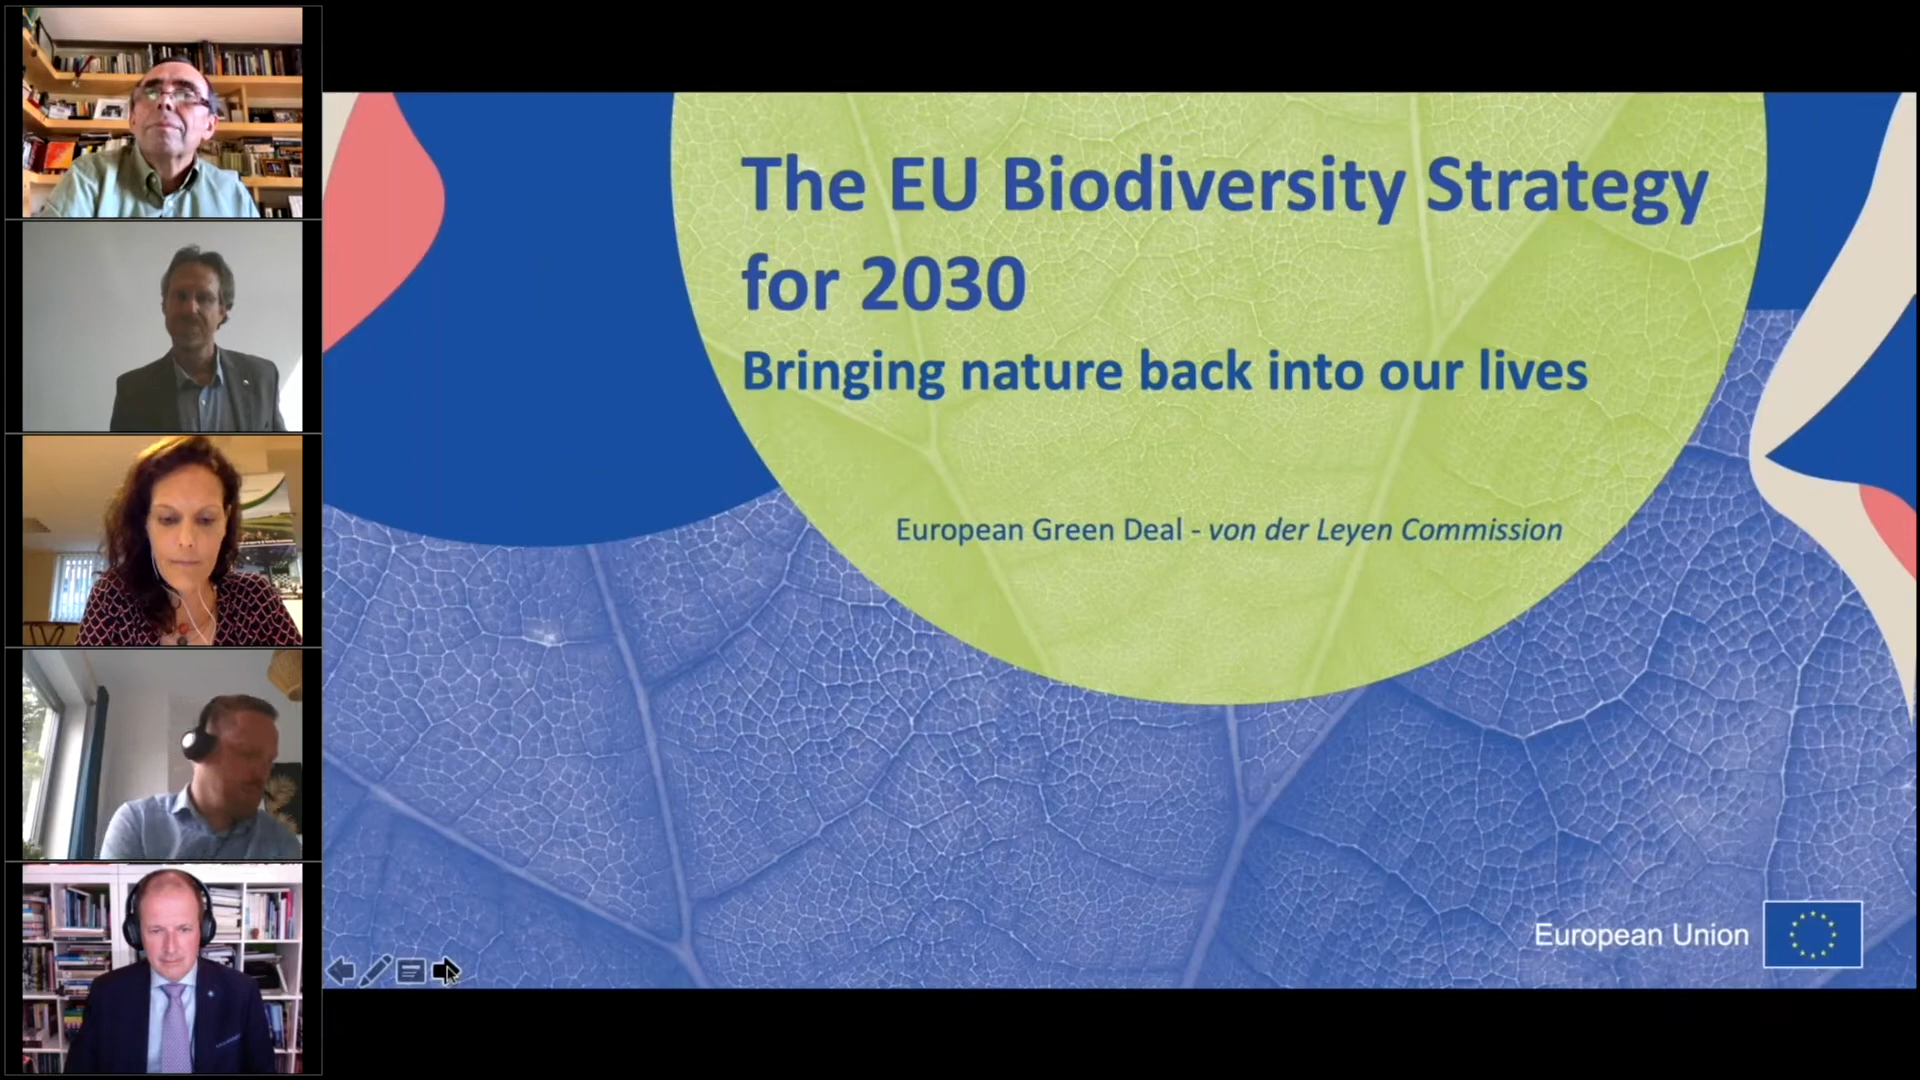 The EU Biodiversity Strategy
for 2030
Bringing nature back into our lives
European Green Deal - von der Leyen Commission
European Union